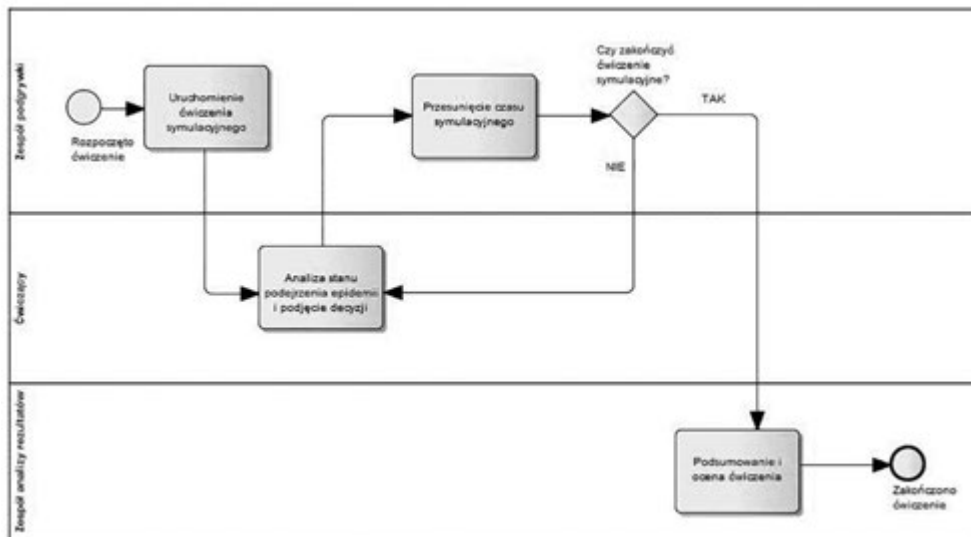 Zespół podgrywki
Rozpoczęto
ćwiczenie
Uruchomienie
ćwiczenia
symulacyjnego
Przesunięcie czasu
symulacyjnego
Czy zakończyć
ćwiczenie
symulacyjne?
TAK
NIE
Ćwiczący
Analiza stanu
podejrzenia epidemii
i podjęcie decyzji
Zespół analizy rezultatów
Podsumowanie i
ocena ćwiczenia
Zakończono
ćwiczenie